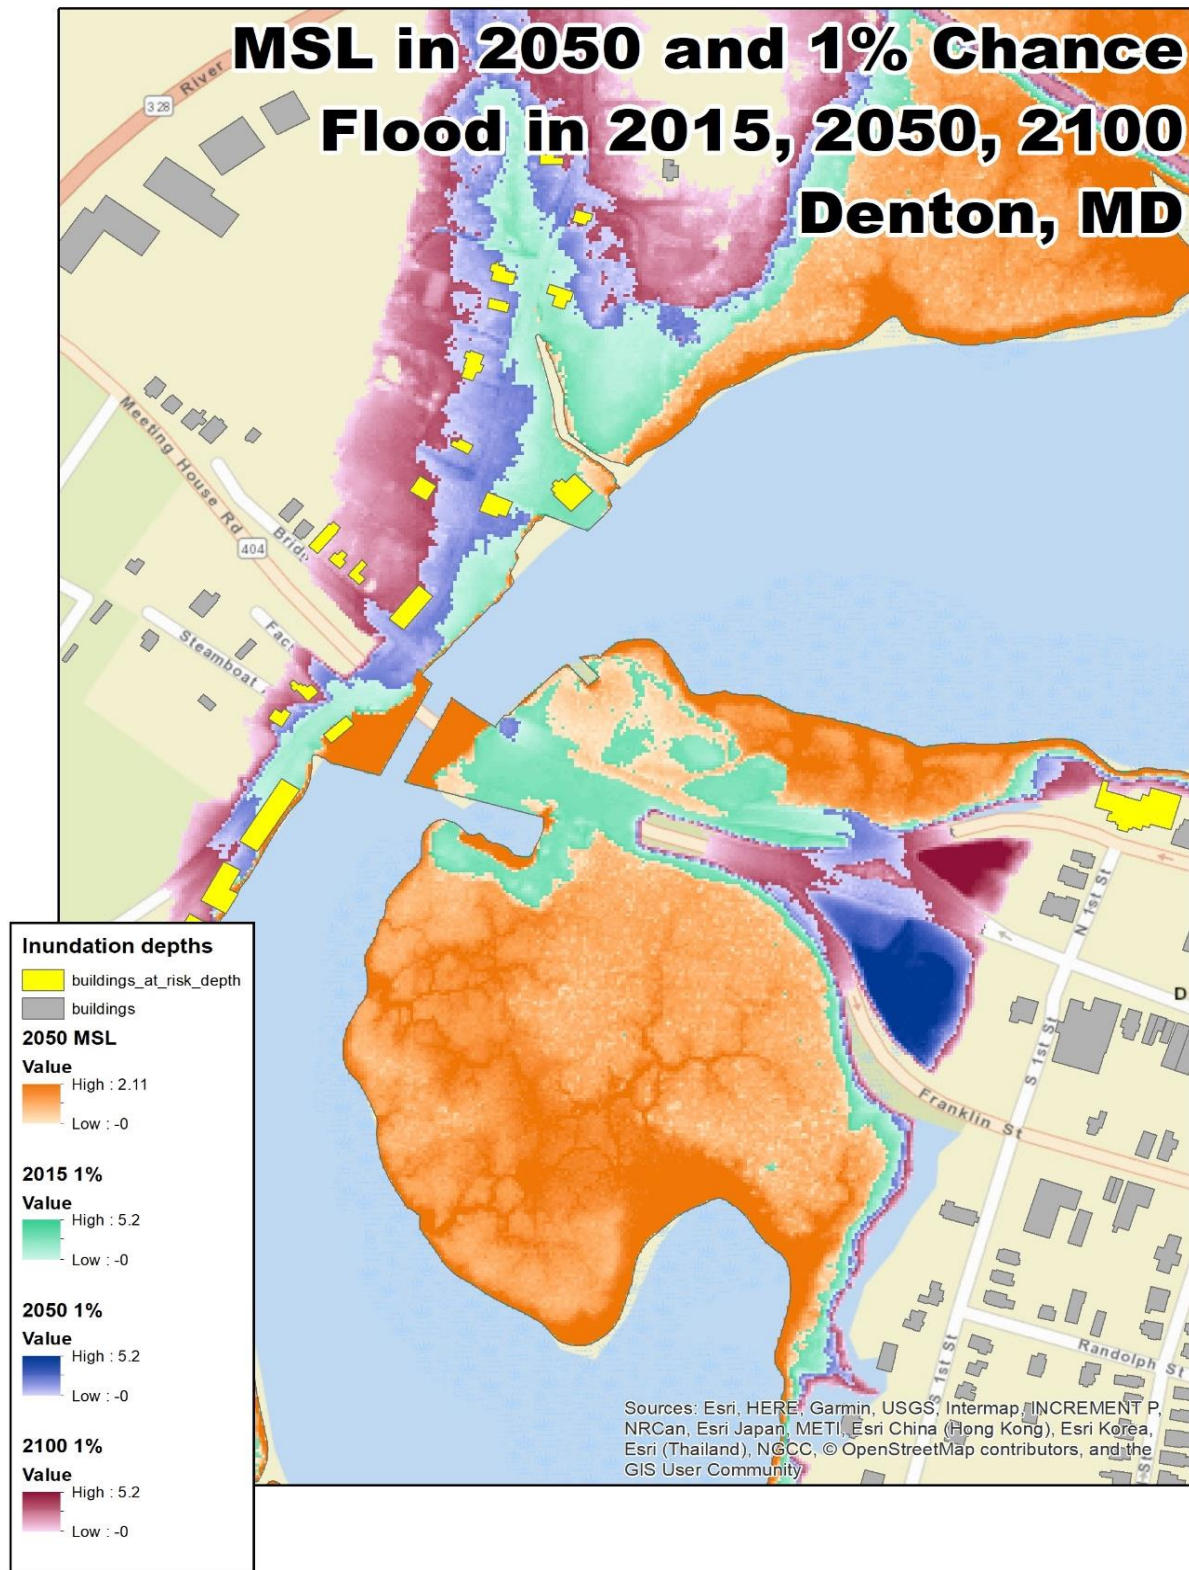 MSL in 2050 and 1% Chance
Flood in 2015, 2050, 2100
Denton, MD
328
River
Meeting House Rd
404
Steamboat
N 1st St
D
S 1st St
Franklin St
Randolph St
S 1st St
St
Inundation depths
buildings_at_risk_depth
buildings
2050 MSL
Value
High : 2.11
Low : -0
2015 1%
Value
High : 5.2
Low : -0
2050 1%
Value
High : 5.2
Low : -0
2100 1%
Value
High : 5.2
Low : -0
Sources: Esri, HERE, Garmin, USGS, Intermap, INCREMENT P,
NRCan, Esri Japan, METI, Esri China (Hong Kong), Esri Korea,
Esri (Thailand), NGCC, © OpenStreetMap contributors, and the
GIS User Community